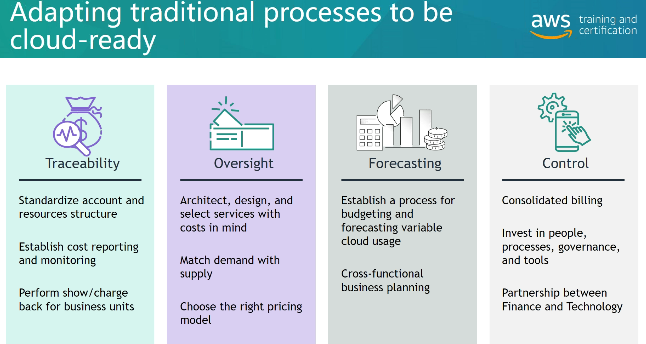 Adapting traditional processes to be
cloud-ready
aws training and
certification
Traceability
Standardize account and
resources structure
Establish cost reporting
and monitoring
Perform show/charge
back for business units
Oversight
Architect, design, and
select services with
costs in mind
Match demand with
supply
Choose the right pricing
model
Forecasting
Establish a process for
budgeting and
forecasting variable
cloud usage
Cross-functional
business planning
Control
Consolidated billing
Invest in people,
processes, governance,
and tools
Partnership between
Finance and Technology